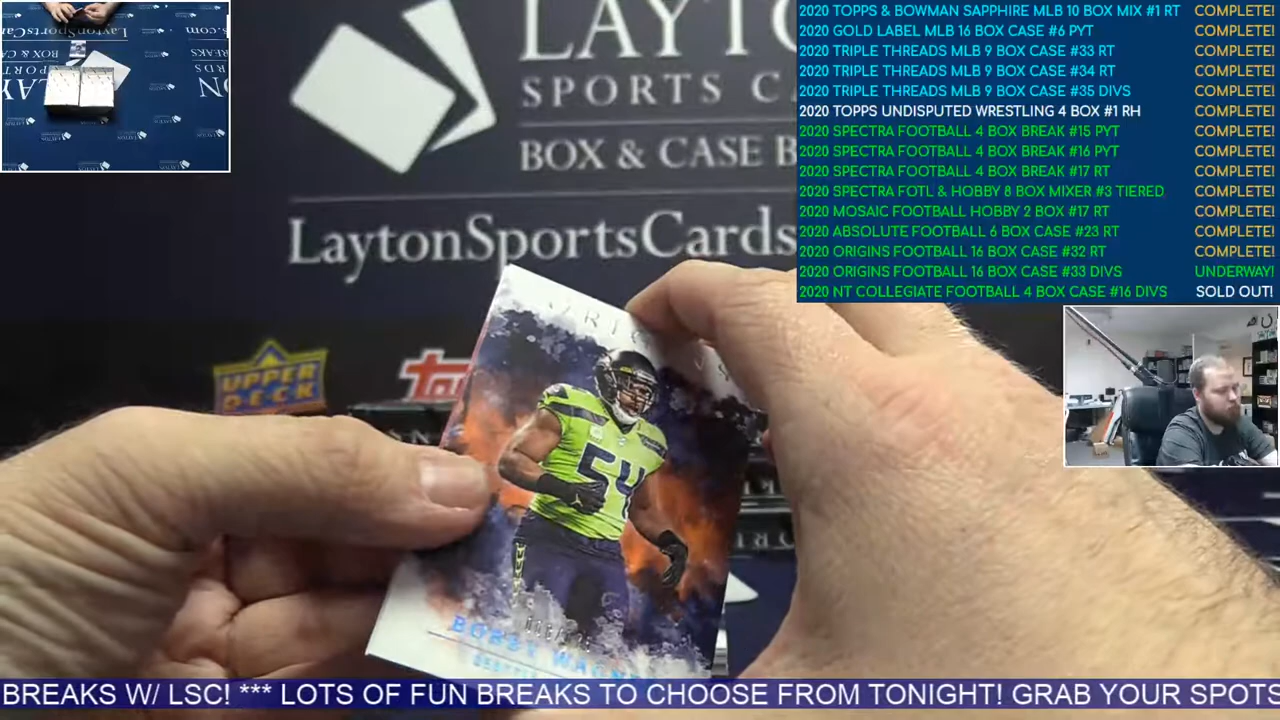 2020 TOPPS & BOWMAN SAPPHIRE MLB 10 BOX MIX #1 RT COMPLETE!
2020 GOLD LABEL MLB 16 BOX CASE #6 PYT COMPLETE!
2020 TRIPLE THREADS MLB 9 BOX CASE #33 RT COMPLETE!
2020 TRIPLE THREADS MLB 9 BOX CASE #34 RT COMPLETE!
2020 TRIPLE THREADS MLB 9 BOX CASE #35 DIVS COMPLETE!
2020 TOPPS UNDISPUTED WRESTLING 4 BOX #1 RH COMPLETE!
2020 SPECTRA FOOTBALL 4 BOX BREAK #15 PYT COMPLETE!
2020 SPECTRA FOOTBALL 4 BOX BREAK #16 PYT COMPLETE!
2020 SPECTRA FOOTBALL 4 BOX BREAK #17 RT COMPLETE!
2020 SPECTRA FOTL & HOBBY 8 BOX MIXER #3 TIERED COMPLETE!
2020 MOSAIC FOOTBALL HOBBY 2 BOX #17 RT COMPLETE!
2020 ABSOLUTE FOOTBALL 6 BOX CASE #23 RT COMPLETE!
2020 ORIGINS FOOTBALL 16 BOX CASE #32 RT COMPLETE!
2020 ORIGINS FOOTBALL 16 BOX CASE #33 DIVS UNDERWAY!
2020 NT COLLEGIATE FOOTBALL 4 BOX CASE #16 DIVS SOLD OUT!
LAYTO
SPORTS C
BOX & CASE B
LaytonSportsCards
UPPER DECK
54
BOBBY WAGN
BREAKS W/ LSC! *** LOTS OF FUN BREAKS TO CHOOSE FROM TONIGHT! GRAB YOUR SPOTS